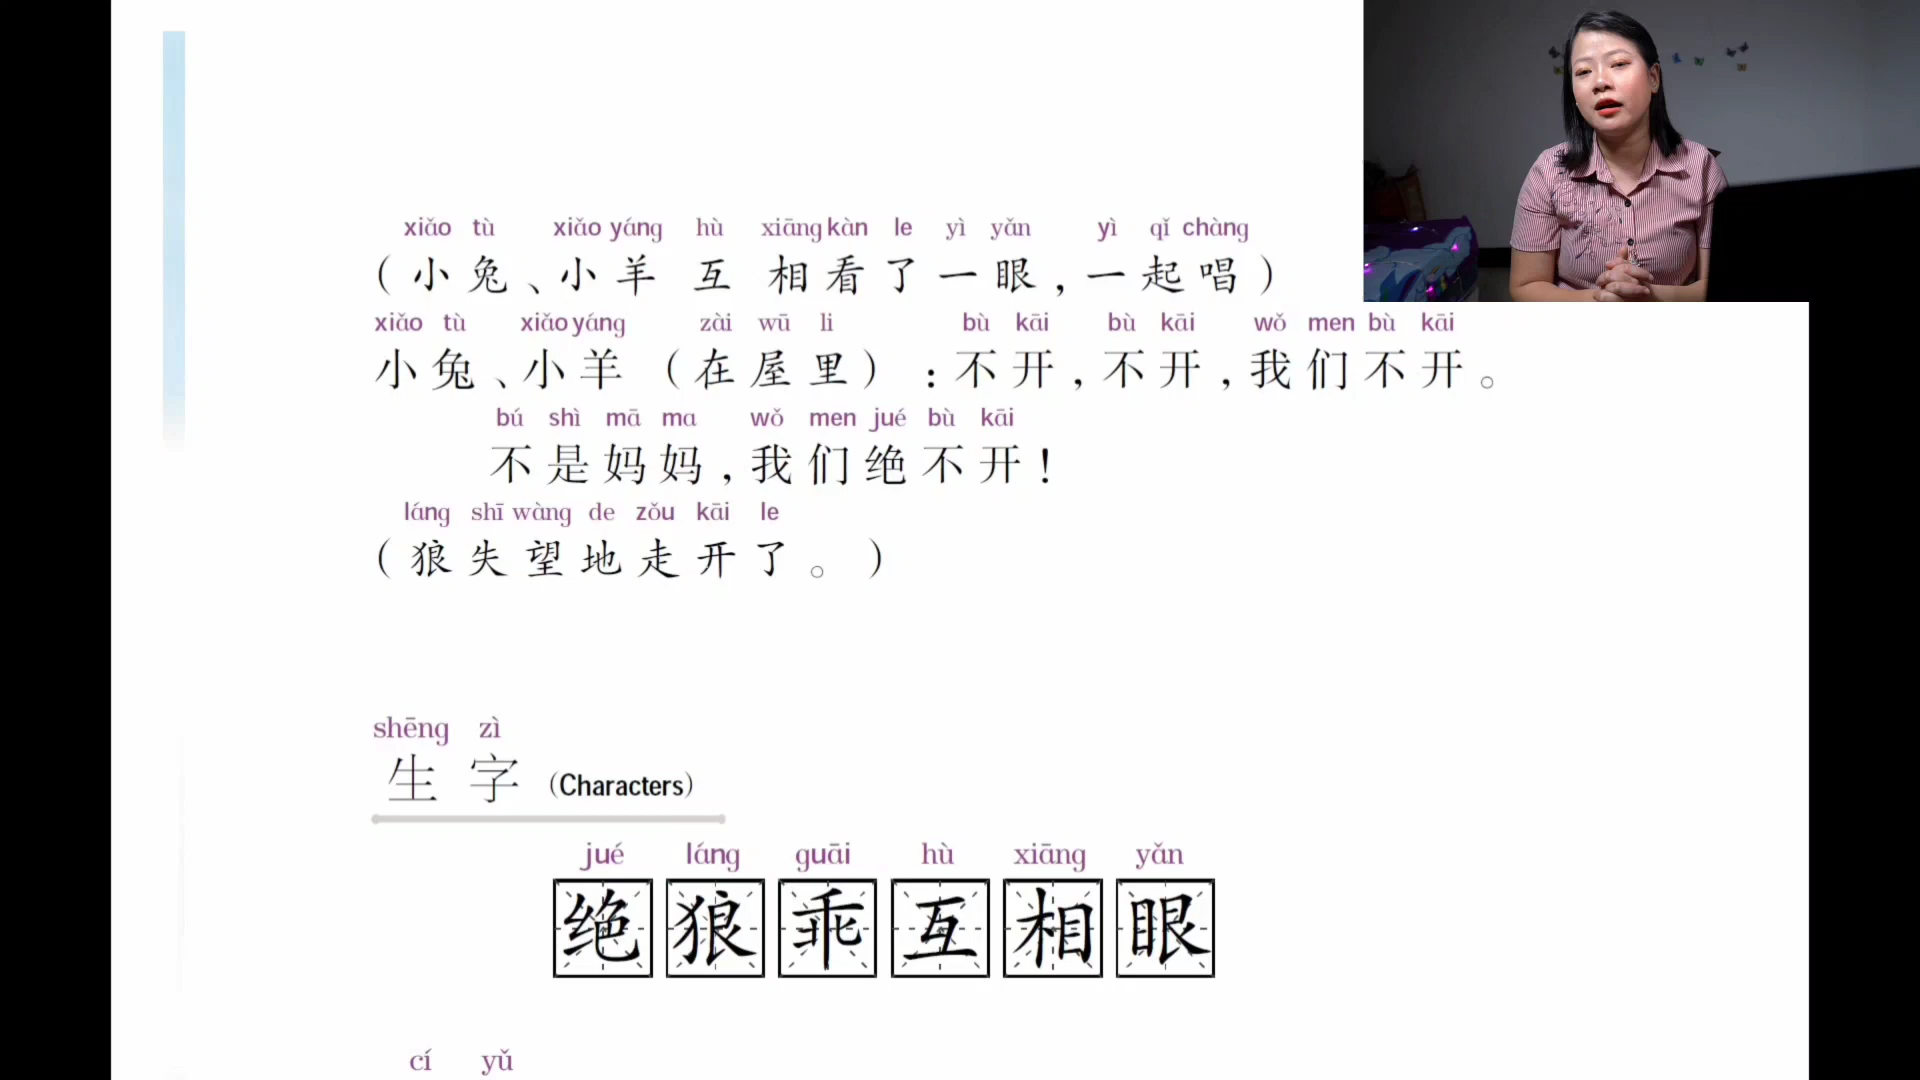 xiǎo tù xiǎo yáng hù xiāng kàn le yì yǎn yì qǐ chàng
（小兔、小羊互相看了一眼，一起唱）
xiǎo tù xiǎo yáng zài wū li bù kāi bù kāi wǒ men bù kāi
小兔、小羊（在屋里）：不开，不开，我们不开。
bú shì mā ma wǒ men jué bù kāi
不是妈妈，我们绝不开！
láng shī wàng de zǒu kāi le
（狼失望地走开了。）
shēng zì
生字（Characters）
jué láng guāi hù xiāng yǎn
绝狼乖互相眼
cí yǔ